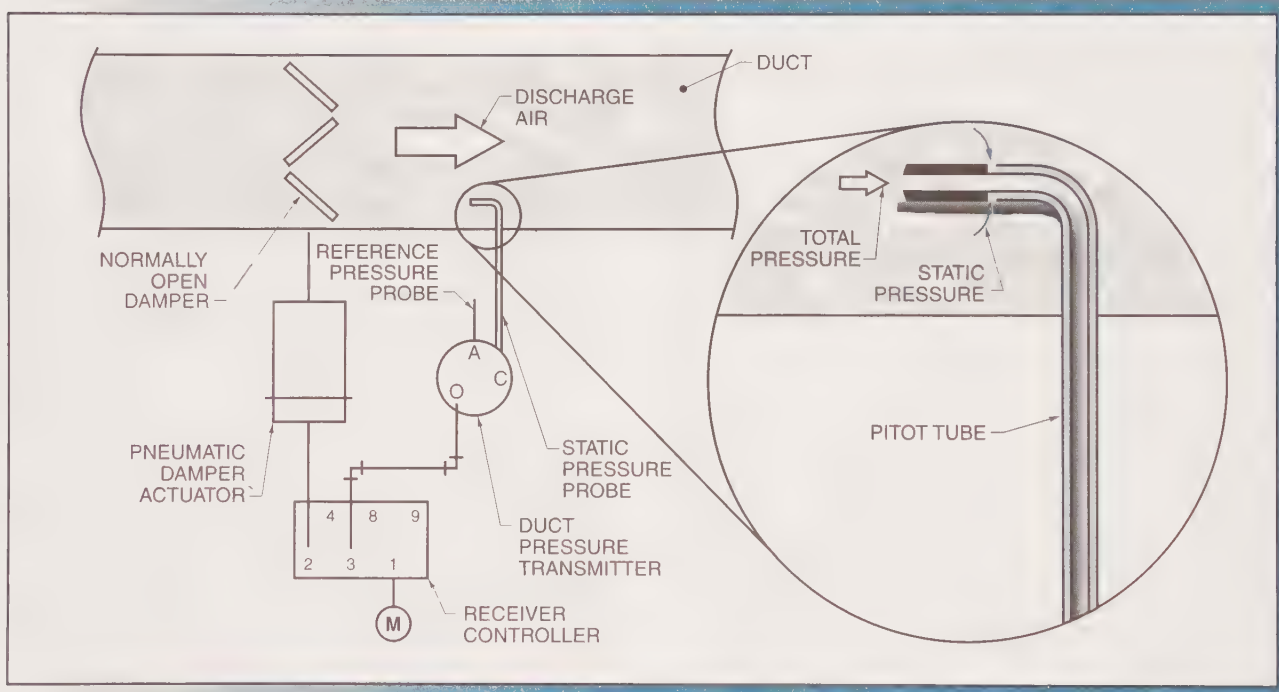 DUCT
DISCHARGE
AIR
NORMALLY
OPEN
DAMPER
REFERENCE
PRESSURE
PROBE
A
C
O
TOTAL
PRESSURE
STATIC
PRESSURE
PITOT TUBE
PNEUMATIC
DAMPER
ACTUATOR
STATIC
PRESSURE
PROBE
4 8 9
2 3 1
DUCT
PRESSURE
TRANSMITTER
M
RECEIVER
CONTROLLER